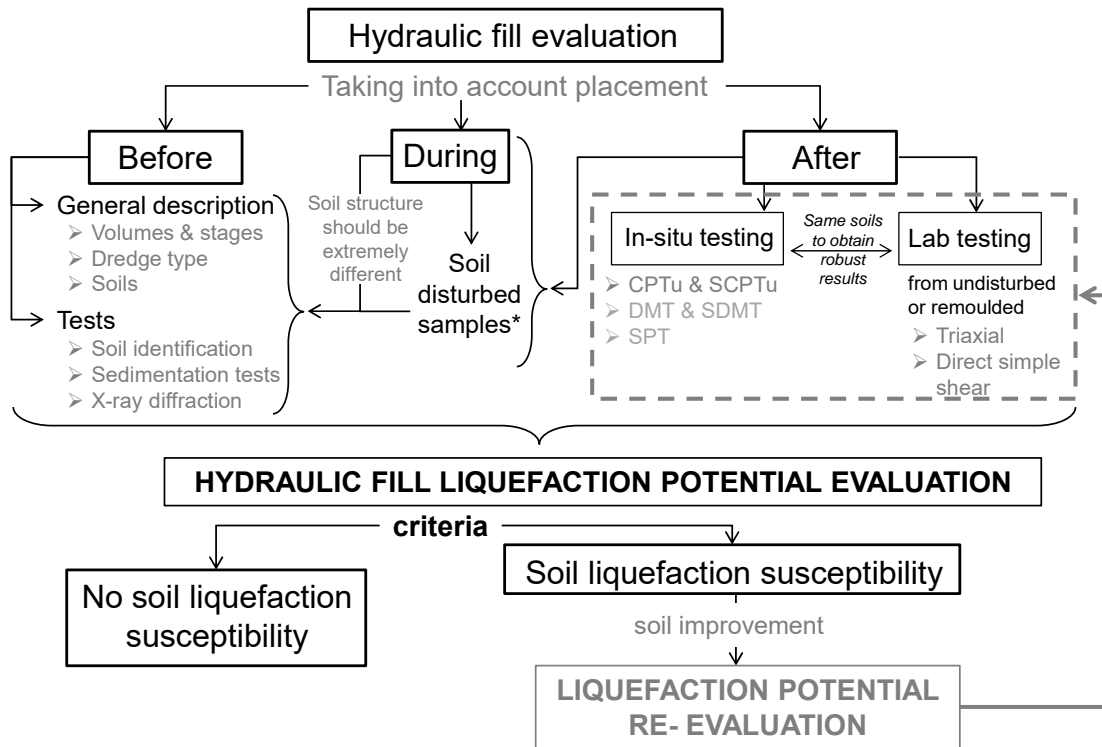 Hydraulic fill evaluation
Taking into account placement
Before
General description
Volumes & stages
Dredge type
Soils
Tests
Soil identification
Sedimentation tests
X-ray diffraction
During
Soil structure
should be
extremely
different
Soil
disturbed
samples*
After
In-situ testing
CPTu & SCPTu
DMT & SDMT
SPT
Same soils
to obtain
robust
results
Lab testing
from undisturbed
or remoulded
Triaxial
Direct simple
shear
HYDRAULIC FILL LIQUEFACTION POTENTIAL EVALUATION
criteria
No soil liquefaction
susceptibility
Soil liquefaction susceptibility
soil improvement
LIQUEFACTION POTENTIAL
RE- EVALUATION